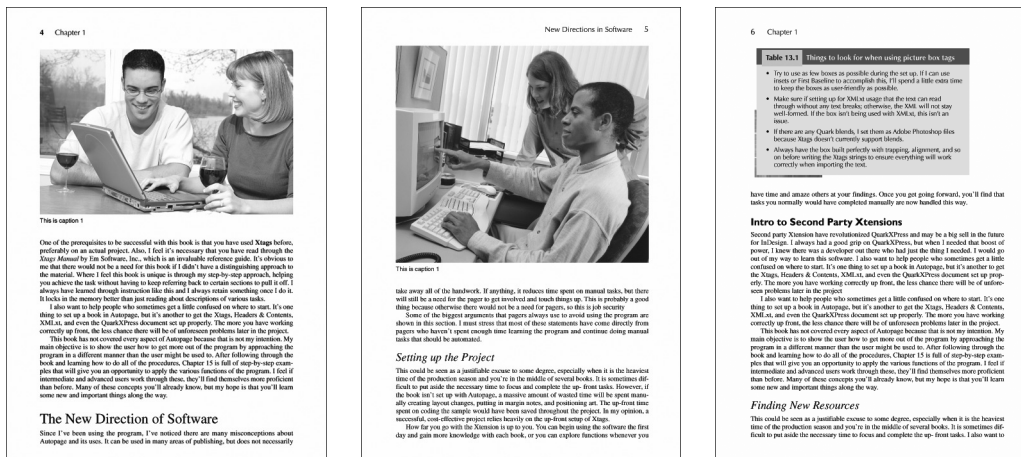 4 Chapter 1
This is caption 1
One of the prerequisites to be successful with this book is that you have used Xtags before,
preferably on an actual project. Also, I feel it's necessary that you have read through the
Xtags Manual by Em Software, Inc., which is an invaluable reference guide. It's obvious to
me that there would not be a need for this book if I didn't have a distinguishing approach to
the material. Where I feel this book is unique is through my step-by-step approach, helping
you achieve the task without having to keep referring back to certain sections to pull it off. I
always have learned through instruction like this and I always retain something once I do it.
It locks in the memory better than just reading about descriptions of various tasks.
I also want to help people who sometimes get a little confused on where to start. It's one
thing to set up a book in Autopage, but it's another to get the Xtags, Headers & Contents,
XMLxt, and even the QuarkXPress document set up properly. The more you have working
correctly up front, the less chance there will be of unforeseen problems later in the project.
This book has not covered every aspect of Autopage because that is not my intention. My
main objective is to show the user how to get more out of the program by approaching the
program in a different manner than the user might be used to. After following through the
book and learning how to do all of the procedures, Chapter 15 is full of step-by-step exam-
ples that will give you an opportunity to apply the various functions of the program. I feel if
intermediate and advanced users work through these, they'll find themselves more proficient
than before. Many of these concepts you'll already know, but my hope is that you'll learn
some new and important things along the way.
The New Direction of Software
Since I've been using the program, I've noticed there are many misconceptions about
Autopage and its uses. It can be used in many areas of publishing, but does not necessarily
New Directions in Software 5
This is caption 1
take away all of the handwork. If anything, it reduces time spent on manual tasks, but there
will still be a need for the pager to get involved and touch things up. This is probably a good
thing because otherwise there would not be a need for pagers, so this is job security
Some of the biggest arguments that pagers always use to avoid using the program are
shown in this section. I must stress that most of these statements have come directly from
pagers who haven't spent enough time learning the program and continue doing manual
tasks that should be automated.
Setting up the Project
This could be seen as a justifiable excuse to some degree, especially when it is the heaviest
time of the production season and you're in the middle of several books. It is sometimes dif-
ficult to put aside the necessary time to focus and complete the up- front tasks. However, if
the book isn't set up with Autopage, a massive amount of wasted time will be spent manu-
ally creating layout changes, putting in margin notes, and positioning art. The up-front time
spent on coding the sample would have been saved throughout the project. In my opinion, a
successful, cost-effective project relies heavily on the up-front setup of Xtags.
How far you go with the Xtension is up to you. You can begin using the software the first
day and gain more knowledge with each book, or you can explore functions whenever you
6 Chapter 1
Table 13.1 Things to look for when using picture box tags
• Try to use as few boxes as possible during the set up. If I can use
insets or First Baseline to accomplish this, I'll spend a little extra time
to keep the boxes as user-friendly as possible.
• Make sure if setting up for XMLxt usage that the text can read
through without any text breaks; otherwise, the XML will not stay
well-formed. If the box isn't being used with XMLxt, this isn't an
issue.
• If there are any Quark blends, I set them as Adobe Photoshop files
because Xtags doesn't currently support blends.
• Always have the box built perfectly with trapping, alignment, and so
on before writing the Xtags strings to ensure everything will work
correctly when importing the text.
have time and amaze others at your findings. Once you get going forward, you'll find that
tasks you normally would have completed manually are now handled this way.
Intro to Second Party Xtensions
Second party Xtension have revolutionized QuarkXPress and may be a big sell in the future
for InDesign. I always had a good grip on QuarkXPress, but when I needed that boost of
power, I knew there was a developer out there who had just the thing I needed. I would go
out of my way to learn this software. I also want to help people who sometimes get a little
confused on where to start. It's one thing to set up a book in Autopage, but it's another to get
the Xtags, Headers & Contents, XMLxt, and even the QuarkXPress document set up prop-
erly. The more you have working correctly up front, the less chance there will be of unfore-
seen problems later in the project
I also want to help people who sometimes get a little confused on where to start. It's one
thing to set up a book in Autopage, but it's another to get the Xtags, Headers & Contents,
XMLxt, and even the QuarkXPress document set up properly. The more you have working
correctly up front, the less chance there will be of unforeseen problems later in the project.
This book has not covered every aspect of Autopage because that is not my intention. My
main objective is to show the user how to get more out of the program by approaching the
program in a different manner than the user might be used to. After following through the
book and learning how to do all of the procedures, Chapter 15 is full of step-by-step exam-
ples that will give you an opportunity to apply the various functions of the program. I feel if
intermediate and advanced users work through these, they'll find themselves more proficient
than before. Many of these concepts you'll already know, but my hope is that you'll learn
some new and important things along the way.
Finding New Resources
This could be seen as a justifiable excuse to some degree, especially when it is the heaviest
time of the production season and you're in the middle of several books. It is sometimes dif-
ficult to put aside the necessary time to focus and complete the up- front tasks. I also want to